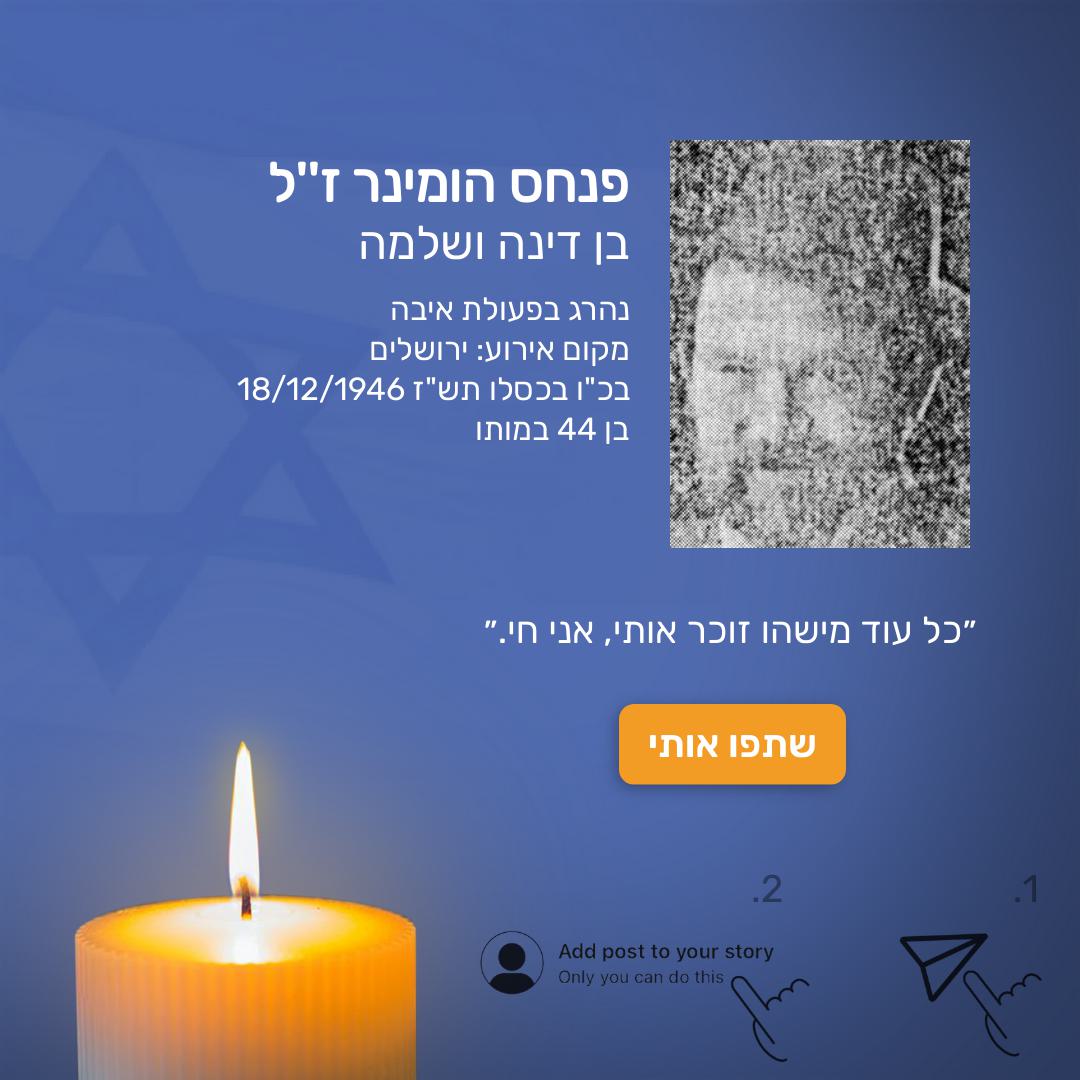 פנחס הומינר ז"ל
בן דינה ושלמה
נהרג בפעולת איבה
מקום אירוע: ירושלים
בכ"ו בכסלו תש"ז 18/12/1946
בן 44 במותו
״כל עוד מישהו זוכר אותי, אני חי.״
שתפו אותי
1.
2.
Add post to your story
Only you can do this